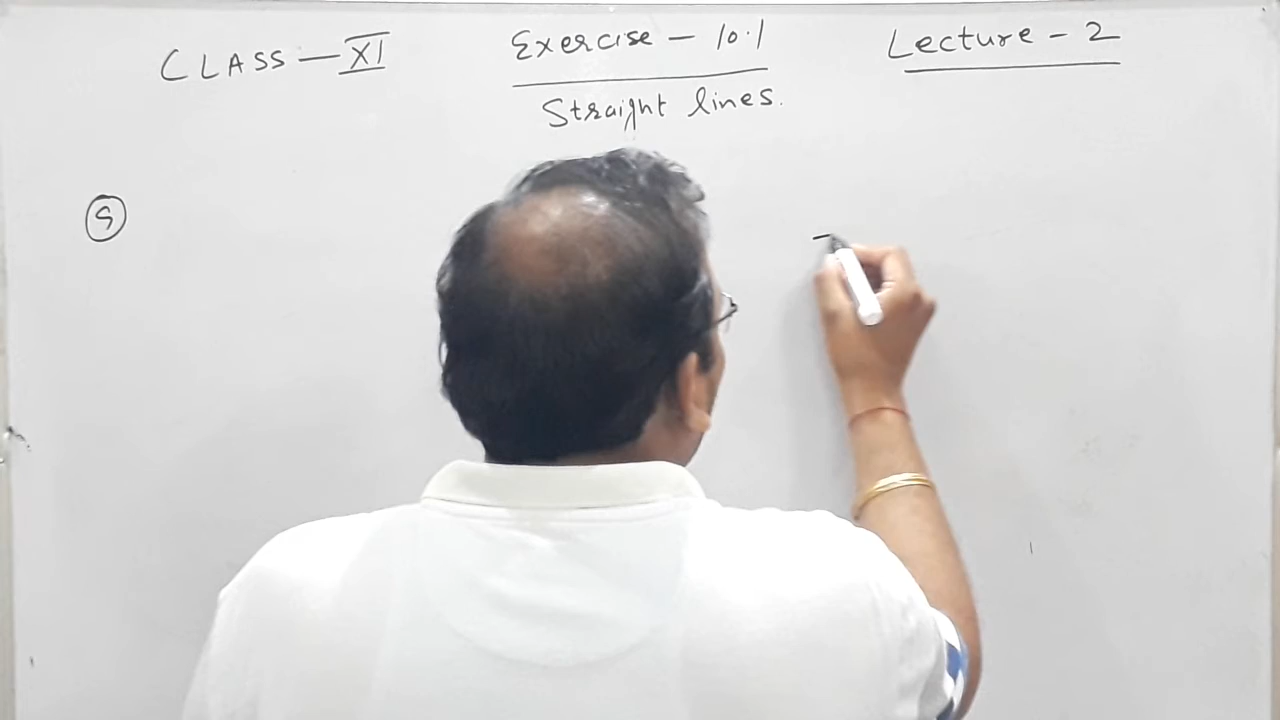 CLASS — XI
Exercise - 10.1
Lecture - 2
Straight lines.
9